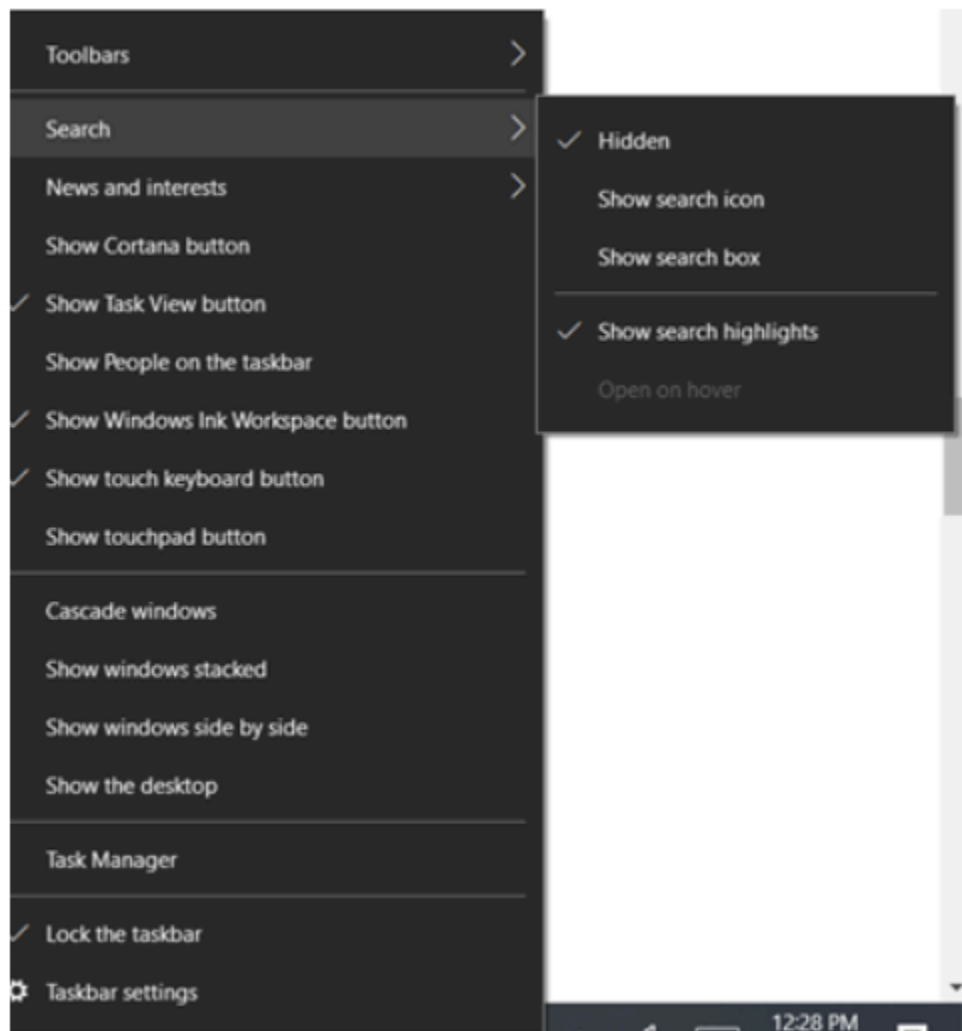 Toolbars
Search
News and interests
Show Cortana button
Show Task View button
Show People on the taskbar
Show Windows Ink Workspace button
Show touch keyboard button
Show touchpad button
Cascade windows
Show windows stacked
Show windows side by side
Show the desktop
Task Manager
Lock the taskbar
Taskbar settings
Hidden
Show search icon
Show search box
Show search highlights
Open on hover
12:28 PM